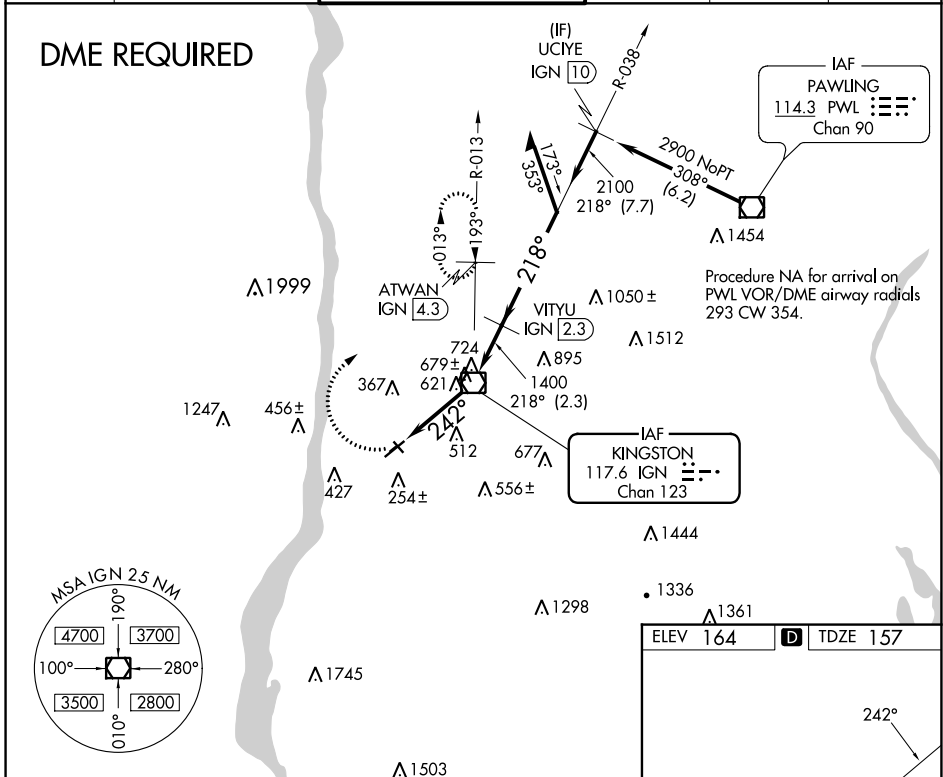 DME REQUIRED
(IF)
UCIYE
IGN 10
R-038
IAF
PAWLING
114.3 PWL
Chan 90
2900 NoPT
308°
(6.2)
173°
353°
2100
218° (7.7)
R-013
013°
193°
218°
1454
Procedure NA for arrival on
PWL VOR/DME airway radials
293 CW 354.
1999
ATWAN
IGN 4.3
VITYU
IGN 2.3
1050 ±
1512
724
679±
621
895
367
1400
218° (2.3)
1247
456±
242°
512
677
427
254±
556±
IAF
KINGSTON
117.6 IGN
Chan 123
1444
1336
1298
1361
MSA IGN 25 NM
190°
4700
3700
100°
280°
3500
2800
010°
1745
1503
ELEV 164
D
TDZE 157
242°